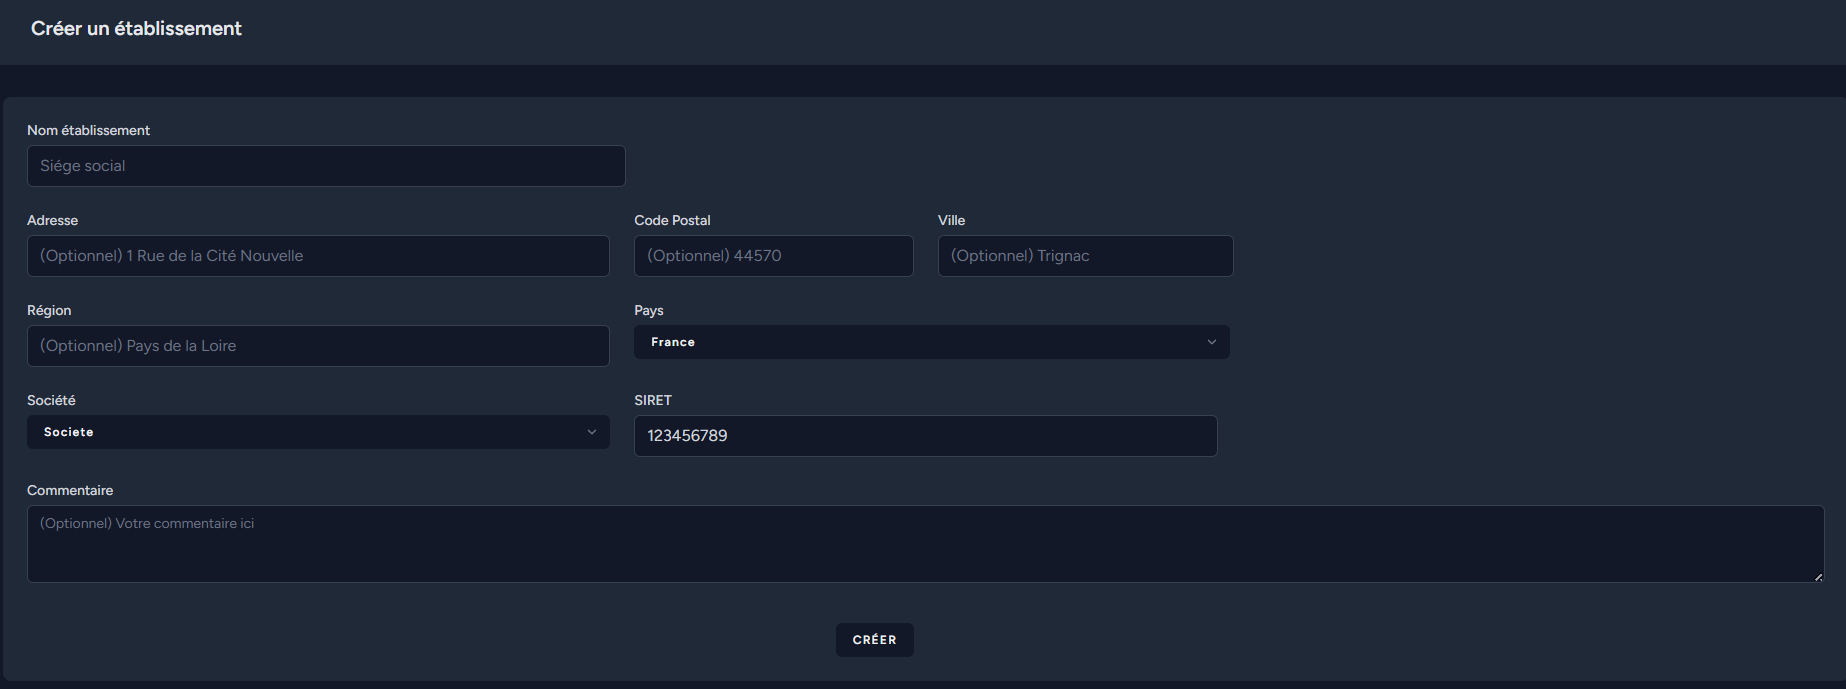 Créer un établissement
Nom établissement
Siége social
Adresse
Code Postal
Ville
(Optionnel) 1 Rue de la Cité Nouvelle
(Optionnel) 44570
(Optionnel) Trignac
Région
Pays
(Optionnel) Pays de la Loire
France
Société
SIRET
Societe
123456789
Commentaire
(Optionnel) Votre commentaire ici
CRÉER